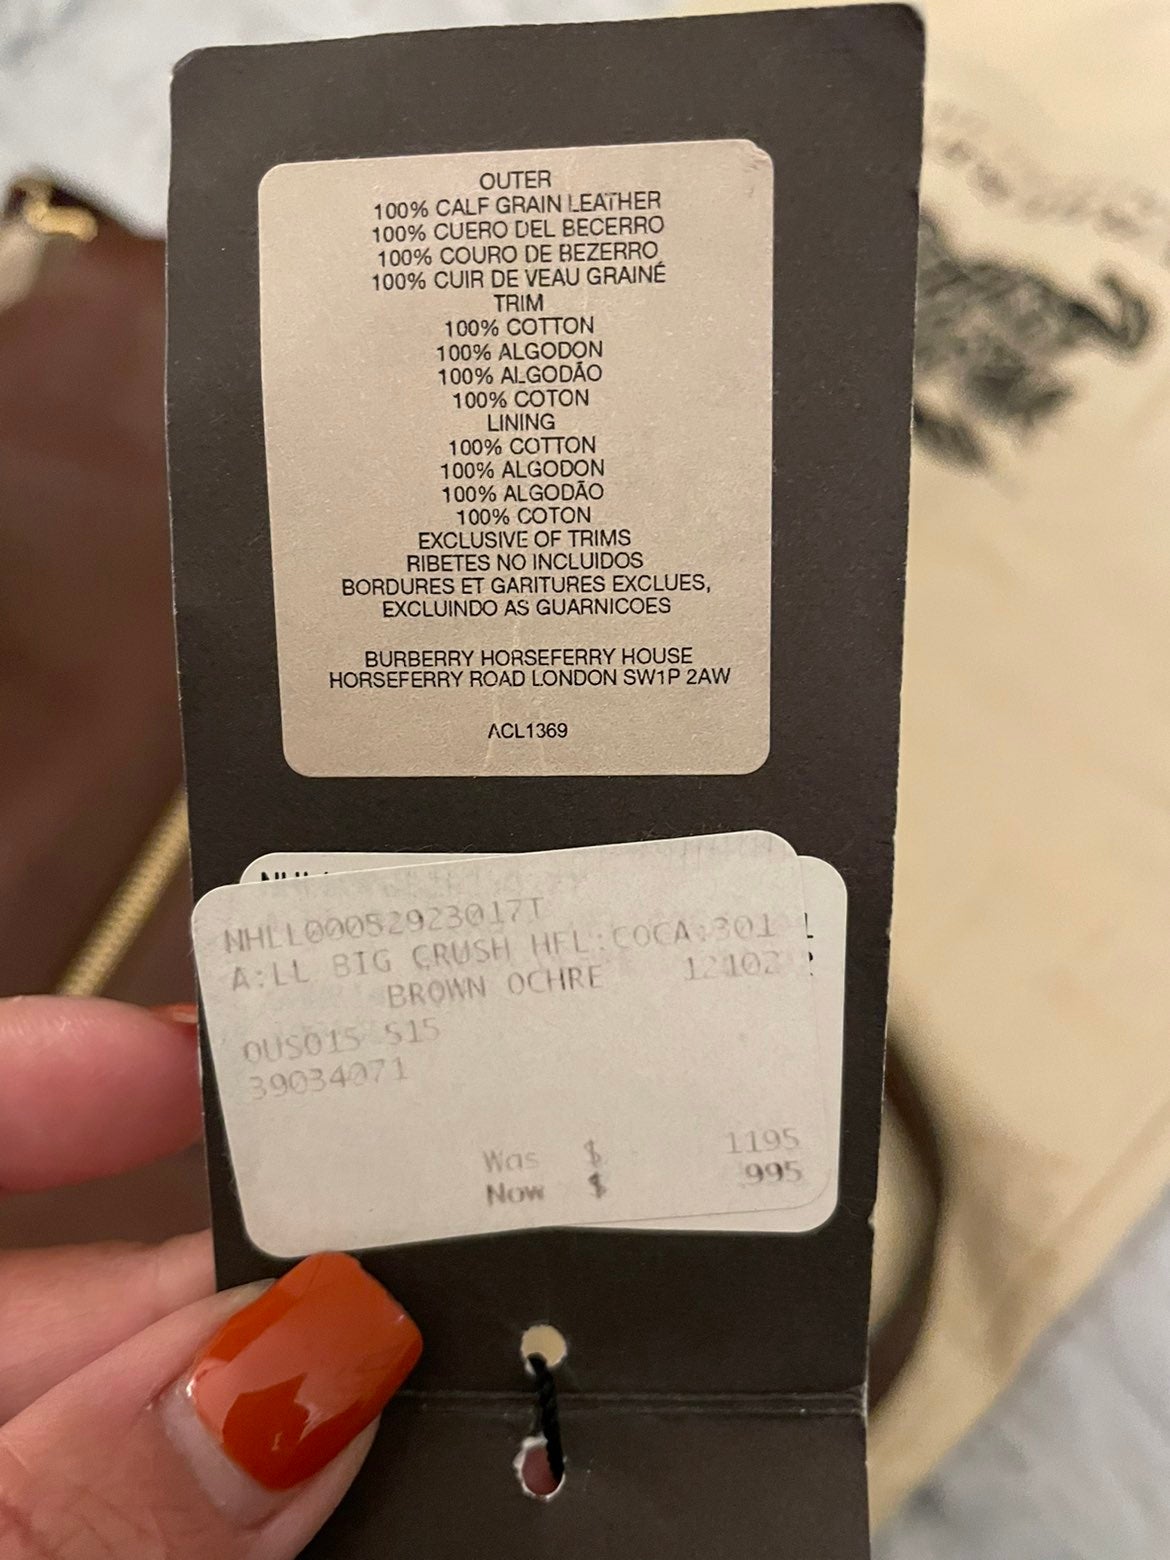 OUTER
100% CALF GRAIN LEATHER
100% CUERO DEL BECERRO
100% COURO DE BEZERRO
100% CUIR DE VEAU GRAINÉ
TRIM
100% COTTON
100% ALGODON
100% ALGODÃO
100% COTON
LINING
100% COTTON
100% ALGODON
100% ALGODÃO
100% COTON
EXCLUSIVE OF TRIMS
RIBETES NO INCLUIDOS
BORDURES ET GARITURES EXCLUES,
EXCLUINDO AS GUARNICOES
BURBERRY HORSEFERRY HOUSE
HORSEFERRY ROAD LONDON SW1P 2AW
ACL1369
NHLL00052923017T
A:LL BIG CRUSH HFL:COCA:301
BROWN OCHRE 12102
OUS015 S15
39034071
Was $ 1195
Now $ 995